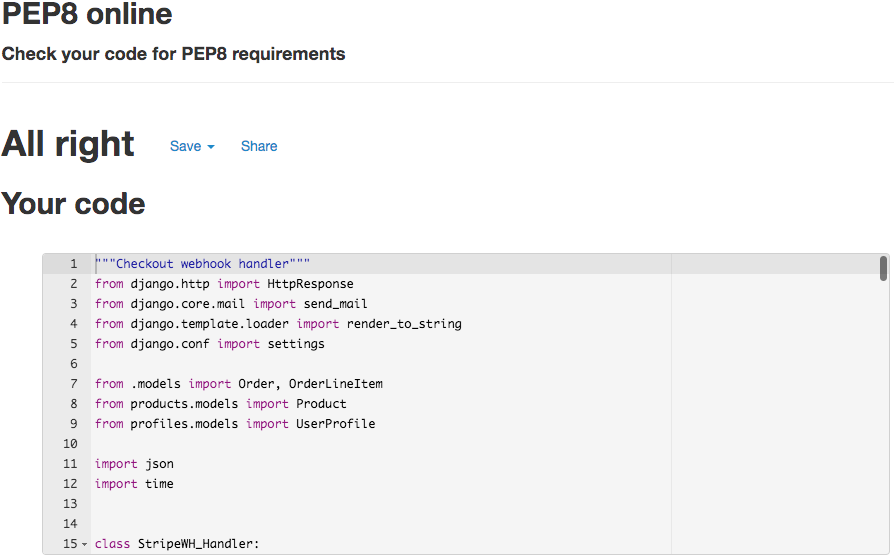 PEP8 online
Check your code for PEP8 requirements
All right Save Share
Your code
1 """Checkout webhook handler"""
2 from django.http import HttpResponse
3 from django.core.mail import send_mail
4 from django.template.loader import render_to_string
5 from django.conf import settings
6
7 from .models import Order, OrderLineItem
8 from products.models import Product
9 from profiles.models import UserProfile
10
11 import json
12 import time
13
14
15 class StripeWH_Handler: